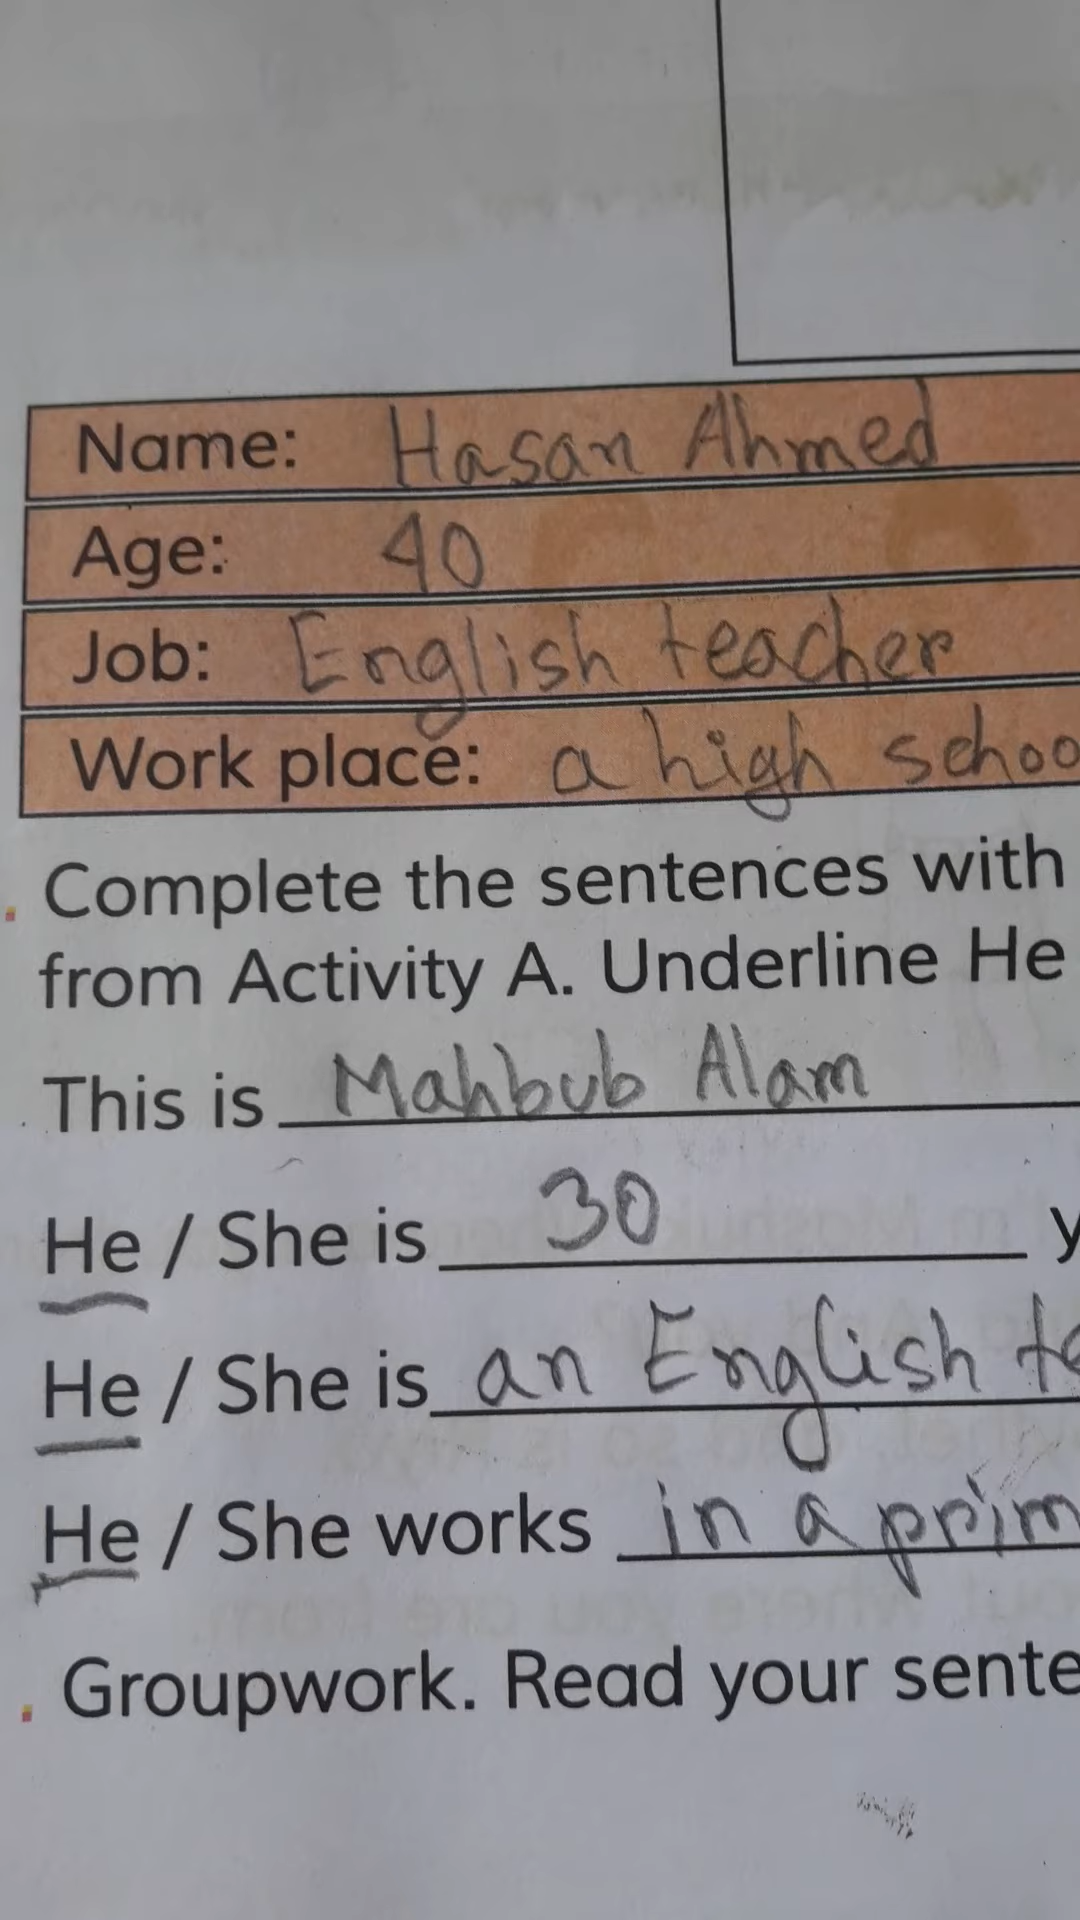 Name: Hasan Ahmed
Age: 40
Job: English teacher
Work place: a high schoo
Complete the sentences with
from Activity A. Underline He
This is Mahbub Alam
He / She is 30 y
He / She is an English te
He / She works in a prim
Groupwork. Read your sente